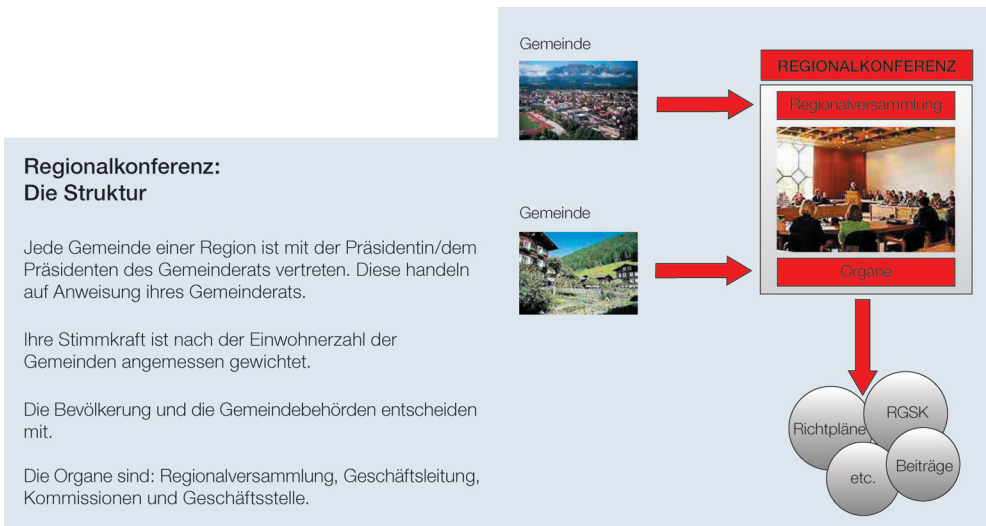 Regionalkonferenz:
Die Struktur
Jede Gemeinde einer Region ist mit der Präsidentin/dem
Präsidenten des Gemeinderats vertreten. Diese handeln
auf Anweisung ihres Gemeinderats.
Ihre Stimmkraft ist nach der Einwohnerzahl der
Gemeinden angemessen gewichtet.
Die Bevölkerung und die Gemeindebehörden entscheiden
mit.
Die Organe sind: Regionalversammlung, Geschäftsleitung,
Kommissionen und Geschäftsstelle.
Gemeinde
Gemeinde
REGIONALKONFERENZ
Regionalversammlung
Organe
Richtpläne
RGSK
etc.
Beiträge